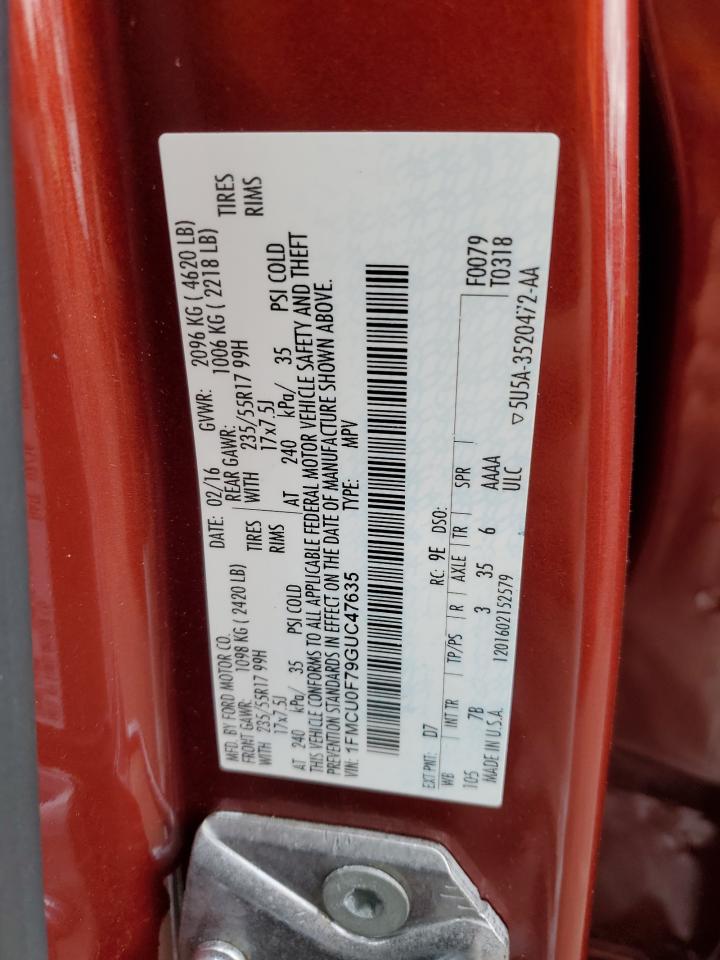 MFD. BY FORD MOTOR CO. DATE: 02/16 GVWR: 2096 KG ( 4620 LB)
FRONT GAWR: 1098 KG ( 2420 LB) REAR GAWR: 1006 KG ( 2218 LB)
WITH 235/55R17 99H TIRES WITH 235/55R17 99H TIRES
17x7.5J RIMS 17x7.5J RIMS
AT 240 kPa/ 35 PSI COLD AT 240 kPa/ 35 PSI COLD
THIS VEHICLE CONFORMS TO ALL APPLICABLE FEDERAL MOTOR VEHICLE SAFETY AND THEFT
PREVENTION STANDARDS IN EFFECT ON THE DATE OF MANUFACTURE SHOWN ABOVE.
VIN: 1FMCU0F79GUC47635 TYPE: MPV
EXT PNT: D7 RC: 9E DSO: F0079
WB INT TR TP/PS R AXLE TR SPR T0318
105 7B 3 35 6 AAAA
MADE IN U.S.A. 1201602152579 ULC
▽5U5A-3520472-AA